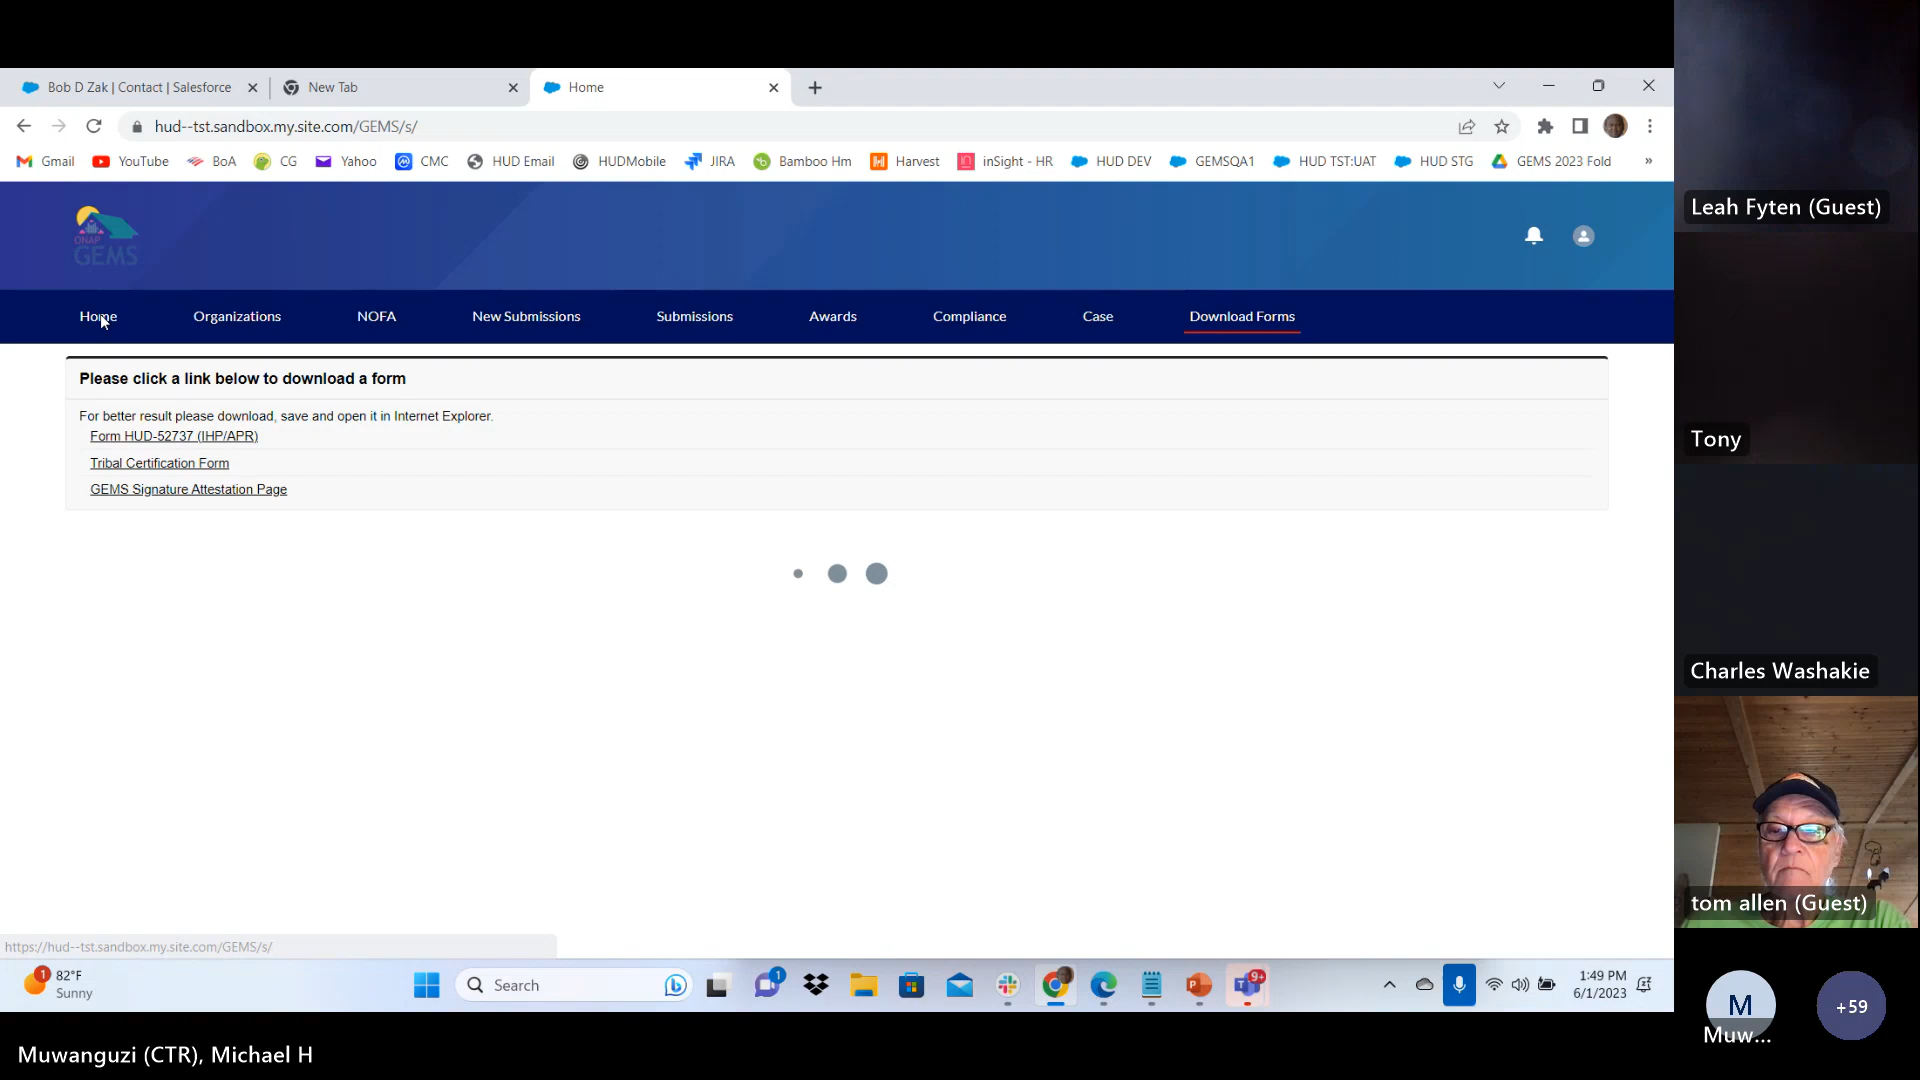 Bob D Zak | Contact | Salesforce
New Tab
Home
hud--tst.sandbox.my.site.com/GEMS/s/
Gmail YouTube BoA CG Yahoo CMC HUD Email HUDMobile JIRA Bamboo Hm Harvest inSight - HR HUD DEV GEMSQA1 HUD TST:UAT HUD STG GEMS 2023 Fold »
ONAP
GEMS
Home Organizations NOFA New Submissions Submissions Awards Compliance Case Download Forms
Please click a link below to download a form
For better result please download, save and open it in Internet Explorer.
Form HUD-52737 (IHP/APR)
Tribal Certification Form
GEMS Signature Attestation Page
https://hud--tst.sandbox.my.site.com/GEMS/s/
1
82°F
Sunny
Search
1
9+
1:49 PM
6/1/2023
Muwanguzi (CTR), Michael H
Leah Fyten (Guest)
Tony
Charles Washakie
tom allen (Guest)
M
Muw...
+59